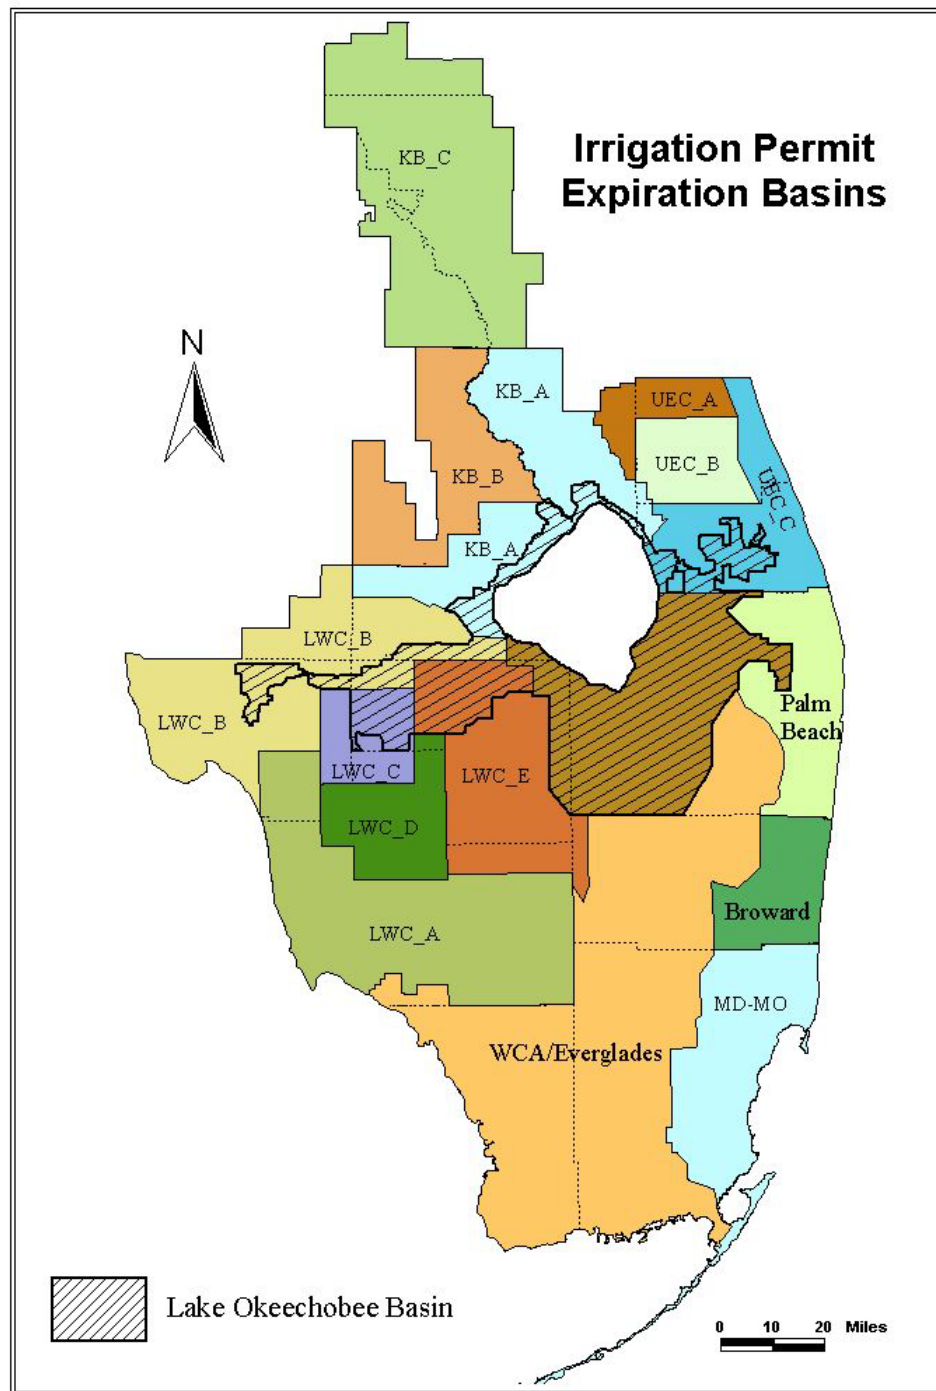 Irrigation Permit
Expiration Basins
KB_C
N
KB_A
UEC_A
KB_B
UEC_B
UEC_C
KB_A
LWC_B
LWC_B
Palm
Beach
LWC_C
LWC_E
LWC_D
Broward
LWC_A
MD-MO
WCA/Everglades
Lake Okeechobee Basin
0 10 20 Miles